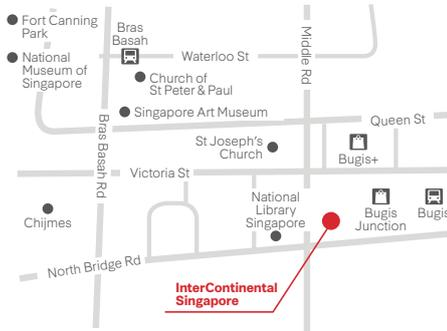 Fort Canning
Park
Bras
Basah
National
Museum of
Singapore
Waterloo St
Middle Rd
Church of
St Peter & Paul
Singapore Art Museum
Queen St
Bras Basah Rd
St Joseph's
Church
Bugis+
Victoria St
National
Library
Singapore
Chijmes
Bugis
Junction
Bugis
North Bridge Rd
InterContinental
Singapore